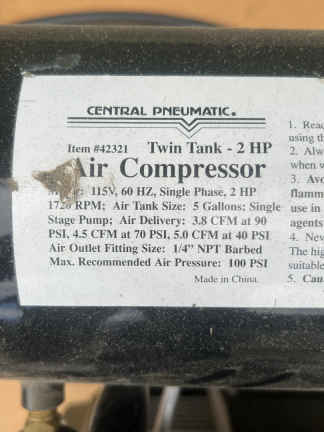 CENTRAL PNEUMATIC.
Item #42321 Twin Tank - 2 HP
Air Compressor
115V, 60 HZ, Single Phase, 2 HP
1720 RPM; Air Tank Size: 5 Gallons; Single
Stage Pump; Air Delivery: 3.8 CFM at 90
PSI, 4.5 CFM at 70 PSI, 5.0 CFM at 40 PSI
Air Outlet Fitting Size: 1/4" NPT Barbed
Max. Recommended Air Pressure: 100 PSI
Made in China.
1. Read
using th
2. Alw
when w
3. Avo
flamm
use in
agents
4. Nev
The hig
suitable
5. Cau